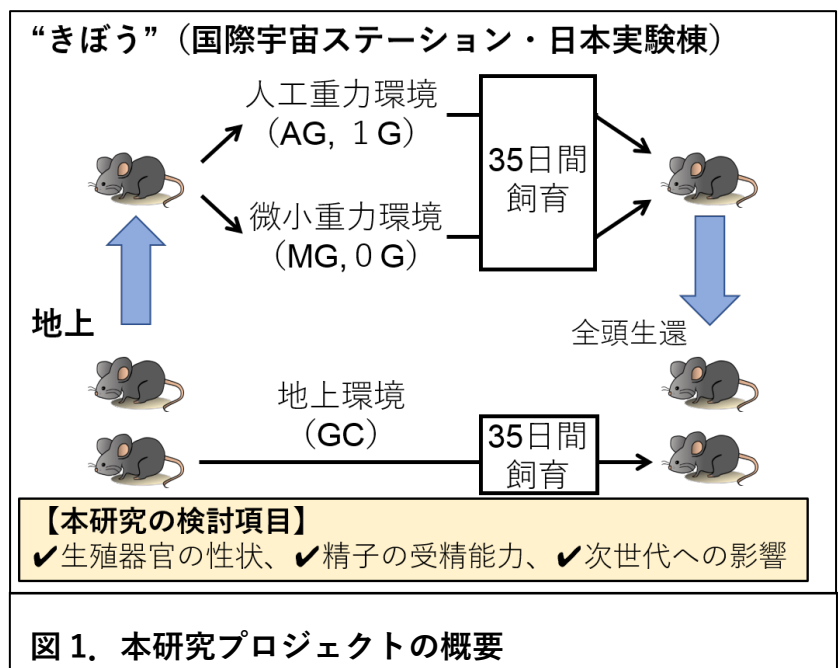 “きぼう”（国際宇宙ステーション・日本実験棟）
人工重力環境
（AG, １G）
35日間
飼育
微小重力環境
（MG, ０G）
地上
全頭生還
地上環境
（GC）
35日間
飼育
【本研究の検討項目】
✔生殖器官の性状、✔精子の受精能力、✔次世代への影響
図 1．本研究プロジェクトの概要